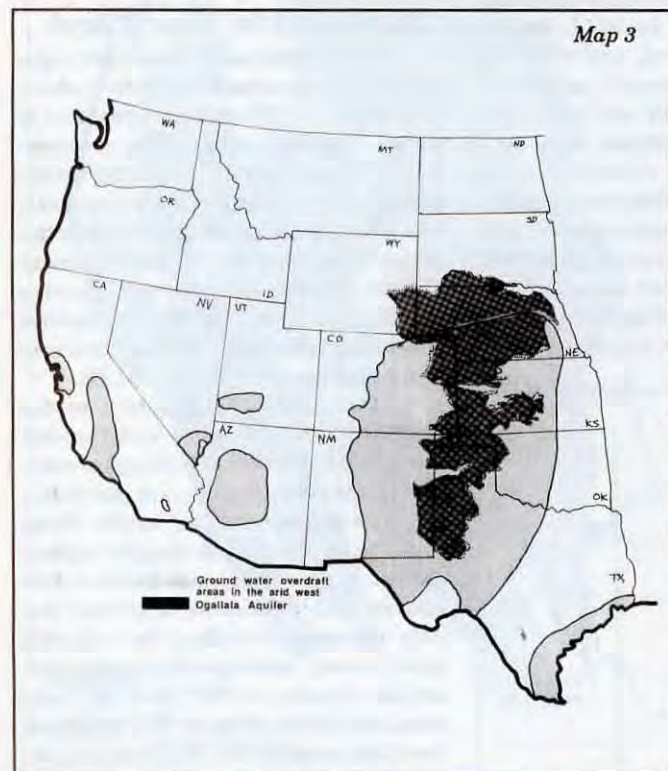 Map 3
WA
MT
ND
OR
SD
WY
CA
NV
UT
ID
CO
NE
AZ
NM
KS
OK
TX
Ground water overdraft
areas in the arid west
Ogallala Aquifer